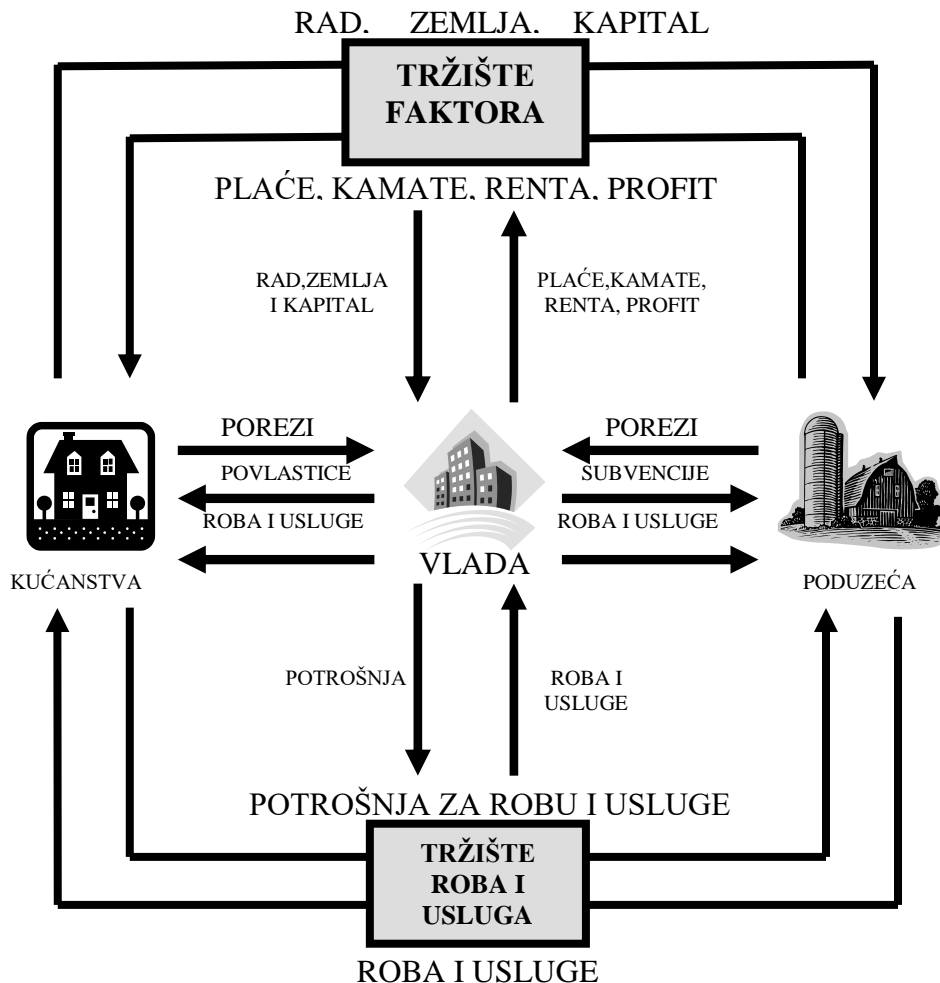 RAD, ZEMLJA, KAPITAL
TRŽIŠTE
FAKTORA
PLAĆE, KAMATE, RENTA, PROFIT
RAD,ZEMLJA
I KAPITAL
PLAĆE,KAMATE,
RENTA, PROFIT
POREZI
POREZI
POVLASTICE
SUBVENCIJE
ROBA I USLUGE
ROBA I USLUGE
VLADA
KUĆANSTVA
PODUZEĆA
POTROŠNJA
ROBA I
USLUGE
POTROŠNJA ZA ROBU I USLUGE
TRŽIŠTE
ROBA I
USLUGA
ROBA I USLUGE